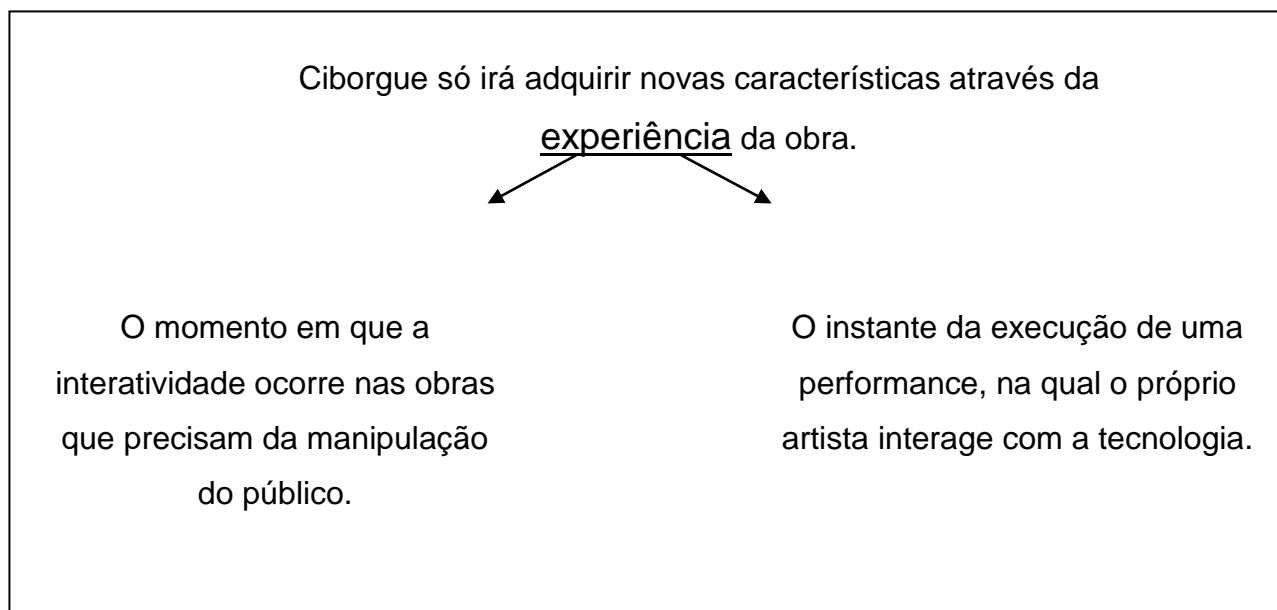 Ciborgue só irá adquirir novas características através da
experiência da obra.
O momento em que a
interatividade ocorre nas obras
que precisam da manipulação
do público.
O instante da execução de uma
performance, na qual o próprio
artista interage com a tecnologia.